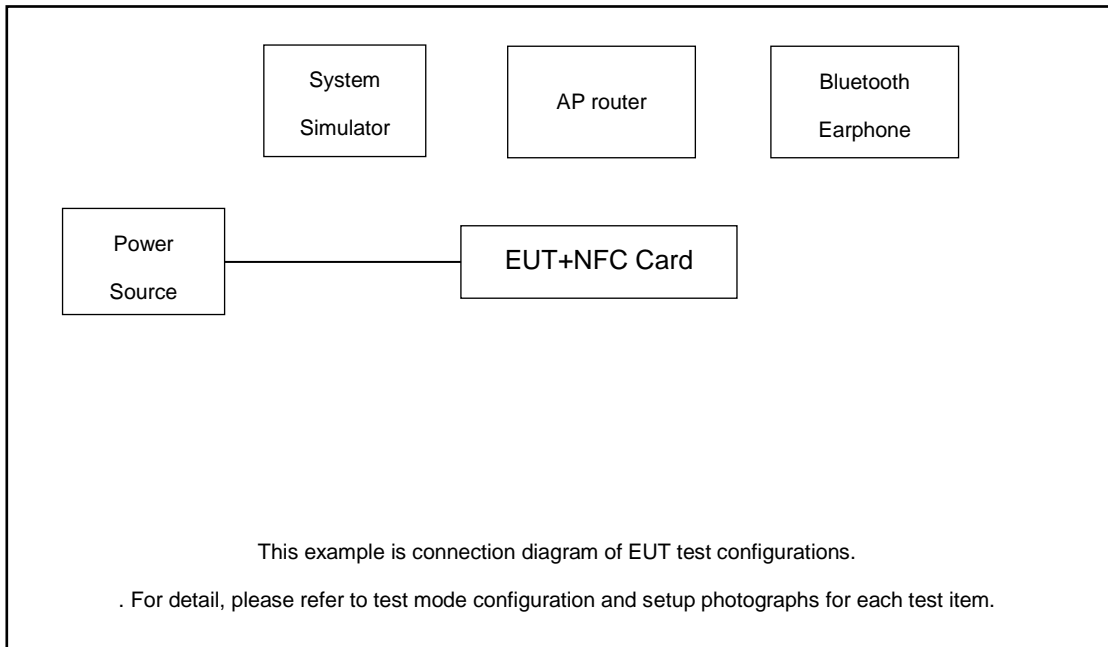 System
Simulator
AP router
Bluetooth
Earphone
Power
Source
EUT+NFC Card
This example is connection diagram of EUT test configurations.
. For detail, please refer to test mode configuration and setup photographs for each test item.